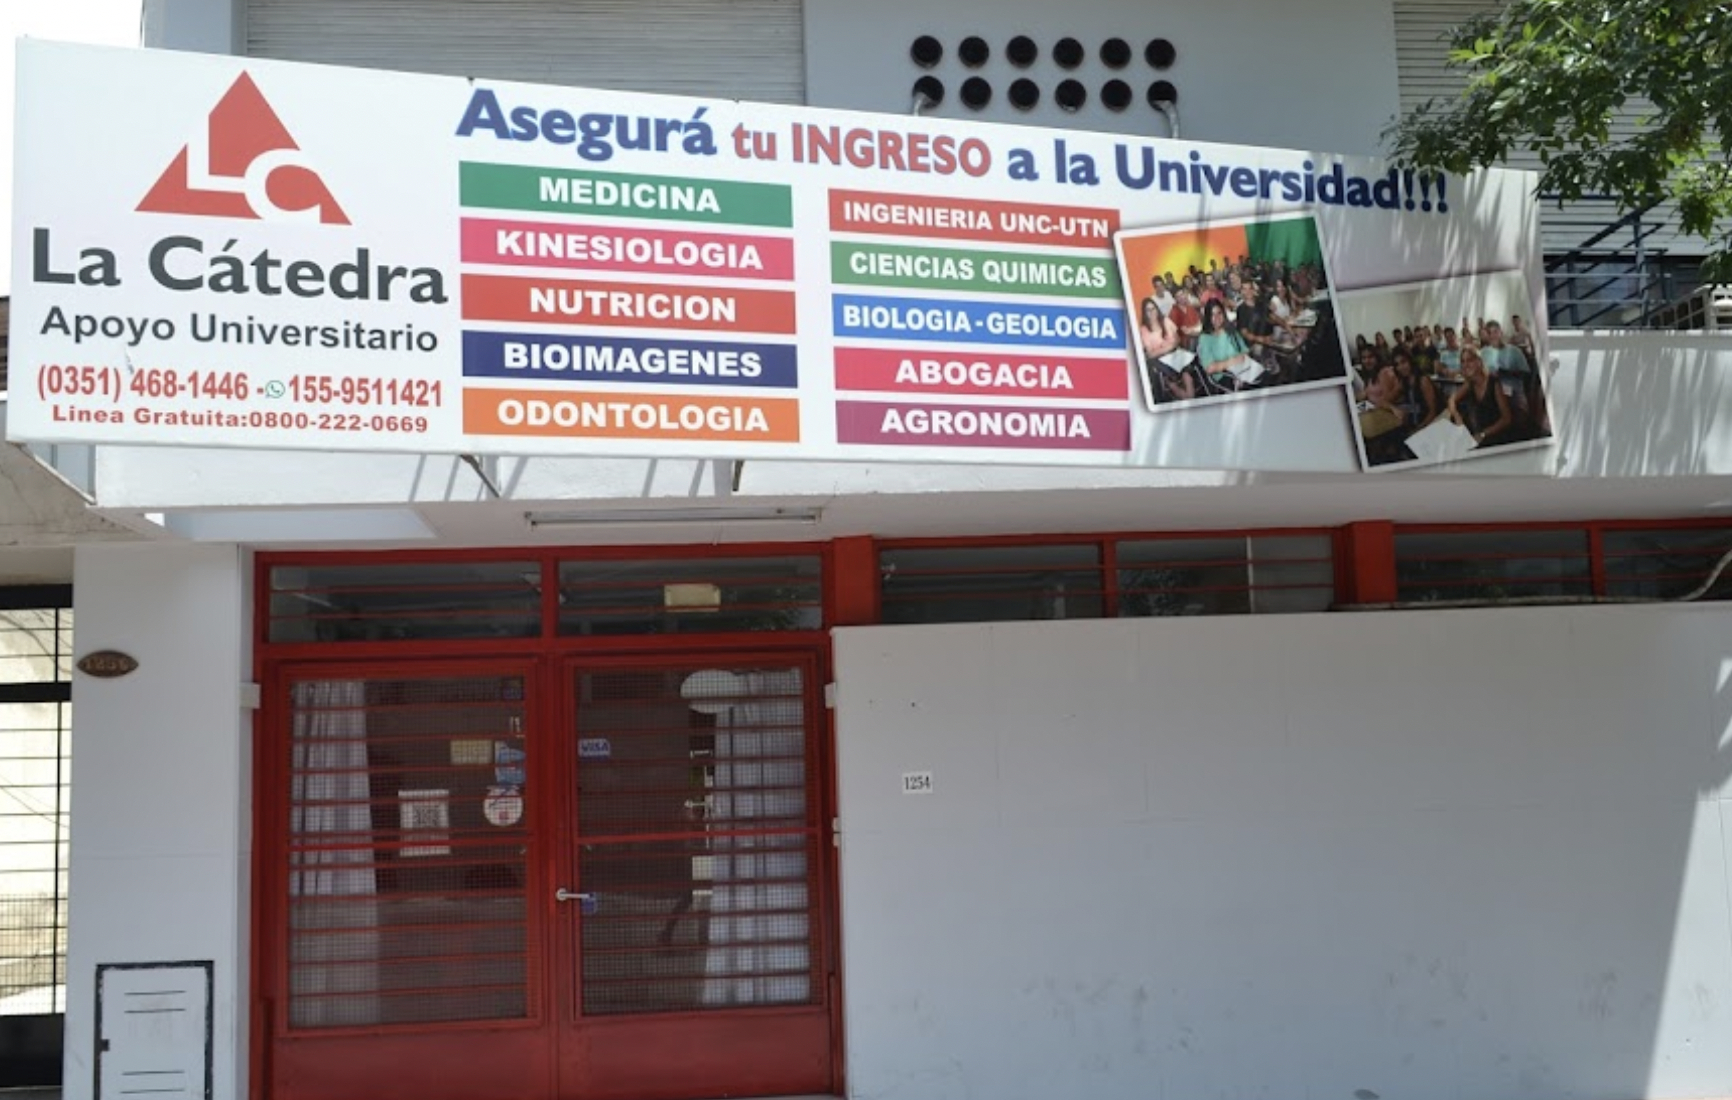 Asegurá tu INGRESO a la Universidad!!!
LC
La Cátedra
Apoyo Universitario
(0351) 468-1446 - 155-9511421
Linea Gratuita:0800-222-0669
MEDICINA
KINESIOLOGIA
NUTRICION
BIOIMAGENES
ODONTOLOGIA
INGENIERIA UNC-UTN
CIENCIAS QUIMICAS
BIOLOGIA - GEOLOGIA
ABOGACIA
AGRONOMIA
VISA
1254